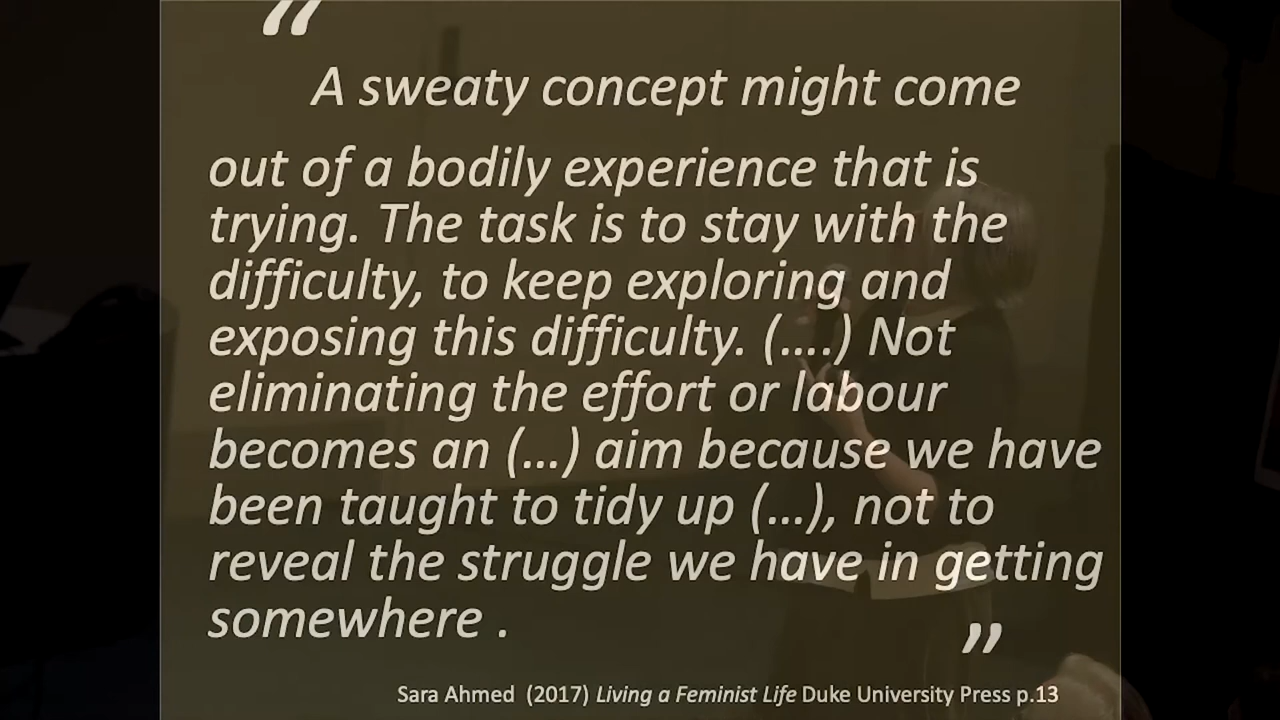 “
A sweaty concept might come
out of a bodily experience that is
trying. The task is to stay with the
difficulty, to keep exploring and
exposing this difficulty. (....) Not
eliminating the effort or labour
becomes an (...) aim because we have
been taught to tidy up (...), not to
reveal the struggle we have in getting
somewhere .
”
Sara Ahmed (2017) Living a Feminist Life Duke University Press p.13